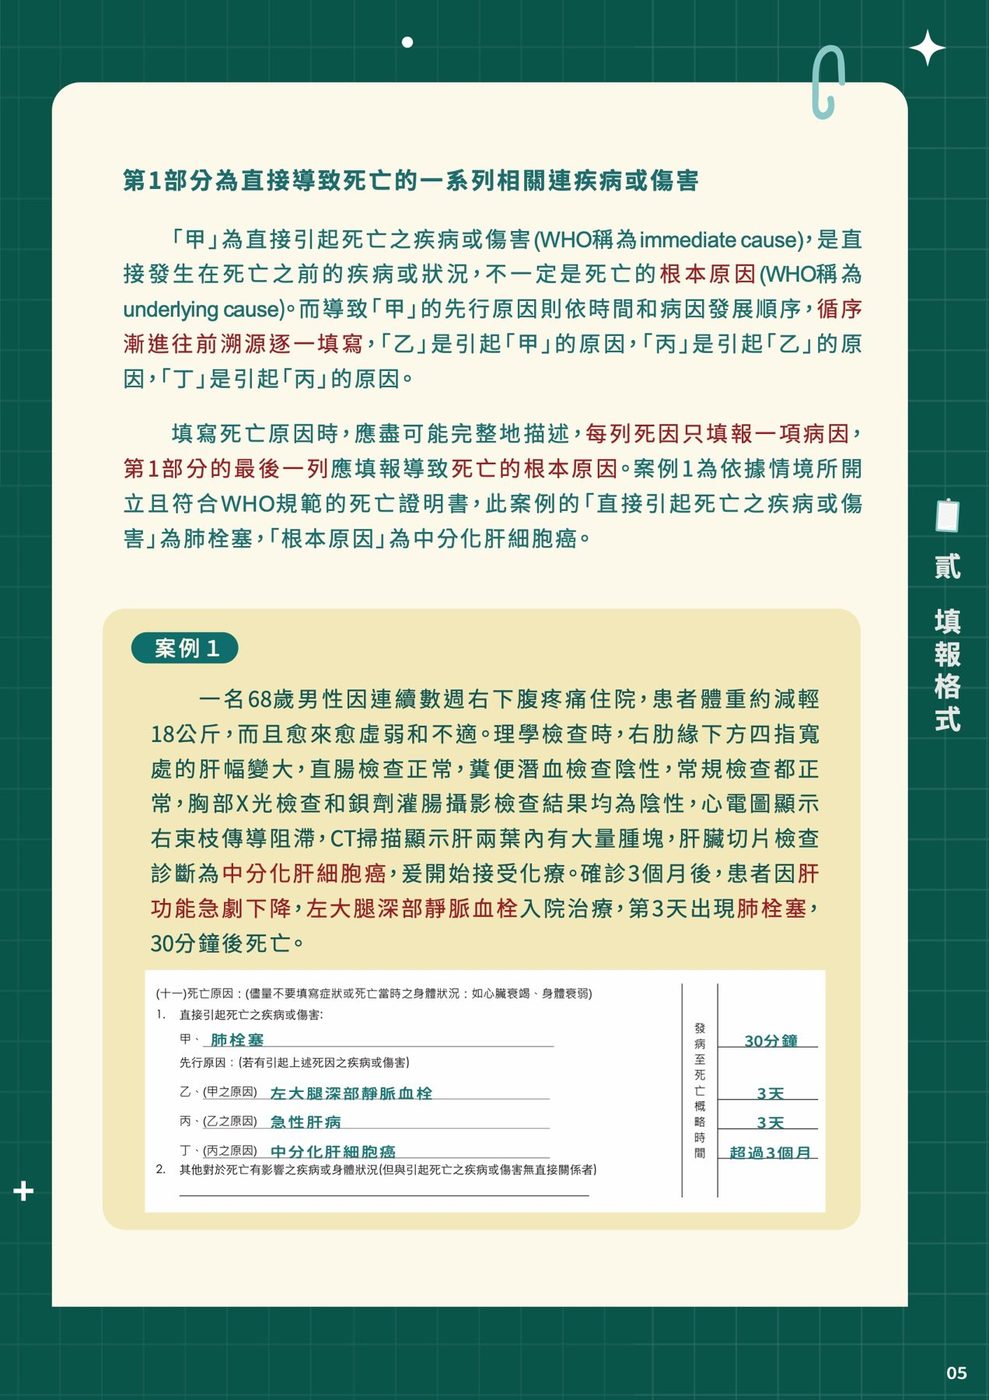 第1部分為直接導致死亡的一系列相關連疾病或傷害
「甲」為直接引起死亡之疾病或傷害(WHO稱為immediate cause),是直
接發生在死亡之前的疾病或狀況,不一定是死亡的根本原因(WHO稱為
underlying cause)。而導致「甲」的先行原因則依時間和病因發展順序,循序
漸進往前溯源逐一填寫,「乙」是引起「甲」的原因,「丙」是引起「乙」的原
因,「丁」是引起「丙」的原因。
填寫死亡原因時,應盡可能完整地描述,每列死因只填報一項病因,
第1部分的最後一列應填報導致死亡的根本原因。案例1為依據情境所開
立且符合WHO規範的死亡證明書,此案例的「直接引起死亡之疾病或傷
害」為肺栓塞,「根本原因」為中分化肝細胞癌。
案例1
一名68歲男性因連續數週右下腹疼痛住院,患者體重約減輕
18公斤,而且愈來愈虛弱和不適。理學檢查時,右肋緣下方四指寬
處的肝幅變大,直腸檢查正常,糞便潛血檢查陰性,常規檢查都正
常,胸部X光檢查和鋇劑灌腸攝影檢查結果均為陰性,心電圖顯示
右束枝傳導阻滯,CT掃描顯示肝兩葉內有大量腫塊,肝臟切片檢查
診斷為中分化肝細胞癌,爰開始接受化療。確診3個月後,患者因肝
功能急劇下降,左大腿深部靜脈血栓入院治療,第3天出現肺栓塞,
30分鐘後死亡。
(十一)死亡原因:(儘量不要填寫症狀或死亡當時之身體狀況:如心臟衰竭、身體衰弱)
1. 直接引起死亡之疾病或傷害:
甲、 肺栓塞
先行原因:(若有引起上述死因之疾病或傷害)
乙、(甲之原因) 左大腿深部靜脈血栓
丙、(乙之原因) 急性肝病
丁、(丙之原因) 中分化肝細胞癌
2. 其他對於死亡有影響之疾病或身體狀況(但與引起死亡之疾病或傷害無直接關係者)
發病至死亡概略時間
30分鐘
3天
3天
超過3個月
貳 填報格式
05